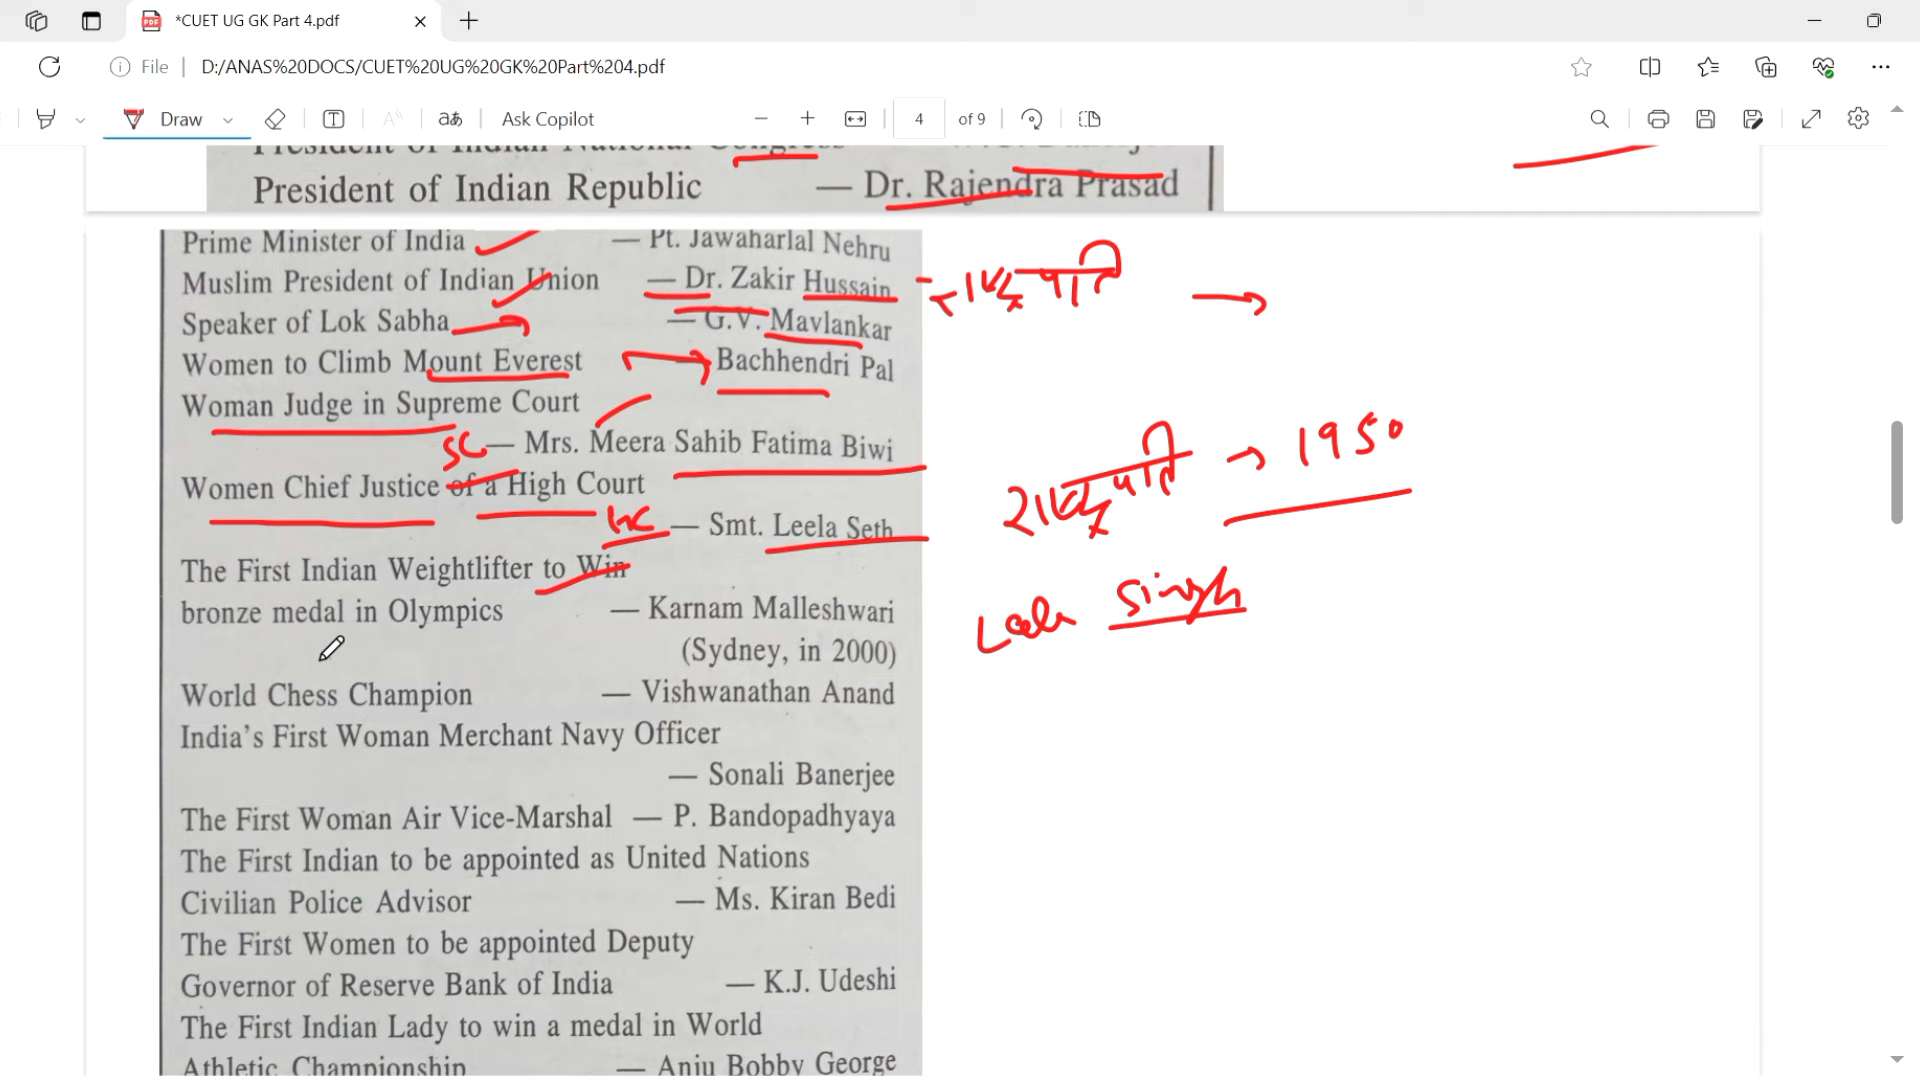 *CUET UG GK Part 4.pdf
File
D:/ANAS%20DOCS/CUET%20UG%20GK%20Part%204.pdf
Draw
Ask Copilot
4 of 9
President of Indian National Congress
President of Indian Republic — Dr. Rajendra Prasad
Prime Minister of India — Pt. Jawaharlal Nehru
Muslim President of Indian Union — Dr. Zakir Hussain
राष्ट्रपति
Speaker of Lok Sabha — G.V. Mavlankar
Women to Climb Mount Everest — Bachhendri Pal
Woman Judge in Supreme Court
SC — Mrs. Meera Sahib Fatima Biwi
राष्ट्रपति → 1950
Women Chief Justice of a High Court
HC — Smt. Leela Seth
The First Indian Weightlifter to Win
bronze medal in Olympics — Karnam Malleshwari
Singh
(Sydney, in 2000)
World Chess Champion — Vishwanathan Anand
India's First Woman Merchant Navy Officer
— Sonali Banerjee
The First Woman Air Vice-Marshal — P. Bandopadhyaya
The First Indian to be appointed as United Nations
Civilian Police Advisor — Ms. Kiran Bedi
The First Women to be appointed Deputy
Governor of Reserve Bank of India — K.J. Udeshi
The First Indian Lady to win a medal in World
Athletic Championship — Anju Bobby George